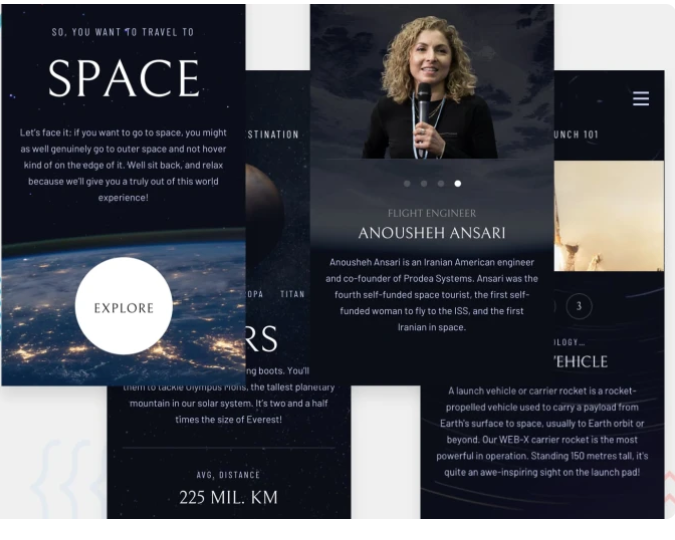 SO, YOU WANT TO TRAVEL TO
SPACE
Let's face it: if you want to go to space, you might
as well genuinely go to outer space and not hover
kind of on the edge of it. Well sit back, and relax
because we'll give you a truly out of this world
experience!
EXPLORE
STINATION
OPA TITAN
RS
ng boots. You'll
them to tackle Olympus Mons, the tallest planetary
mountain in our solar system. It's two and a half
times the size of Everest!
AVG, DISTANCE
225 MIL. KM
FLIGHT ENGINEER
ANOUSHEH ANSARI
Anousheh Ansari is an Iranian American engineer
and co-founder of Prodea Systems. Ansari was the
fourth self-funded space tourist, the first self-
funded woman to fly to the ISS, and the first
Iranian in space.
UNCH 101
3
OLOGY…
VEHICLE
A launch vehicle or carrier rocket is a rocket-
propelled vehicle used to carry a payload from
Earth's surface to space, usually to Earth orbit or
beyond. Our WEB-X carrier rocket is the most
powerful in operation. Standing 150 metres tall, it's
quite an awe-inspiring sight on the launch pad!